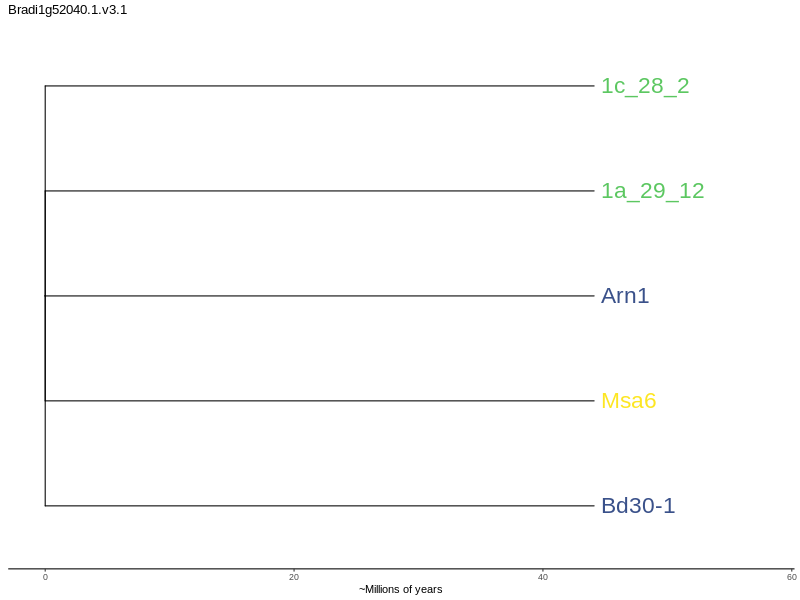 Bradi1g52040.1.v3.1
1c_28_2
1a_29_12
Arn1
Msa6
Bd30-1
0 20 40 60
~Millions of years